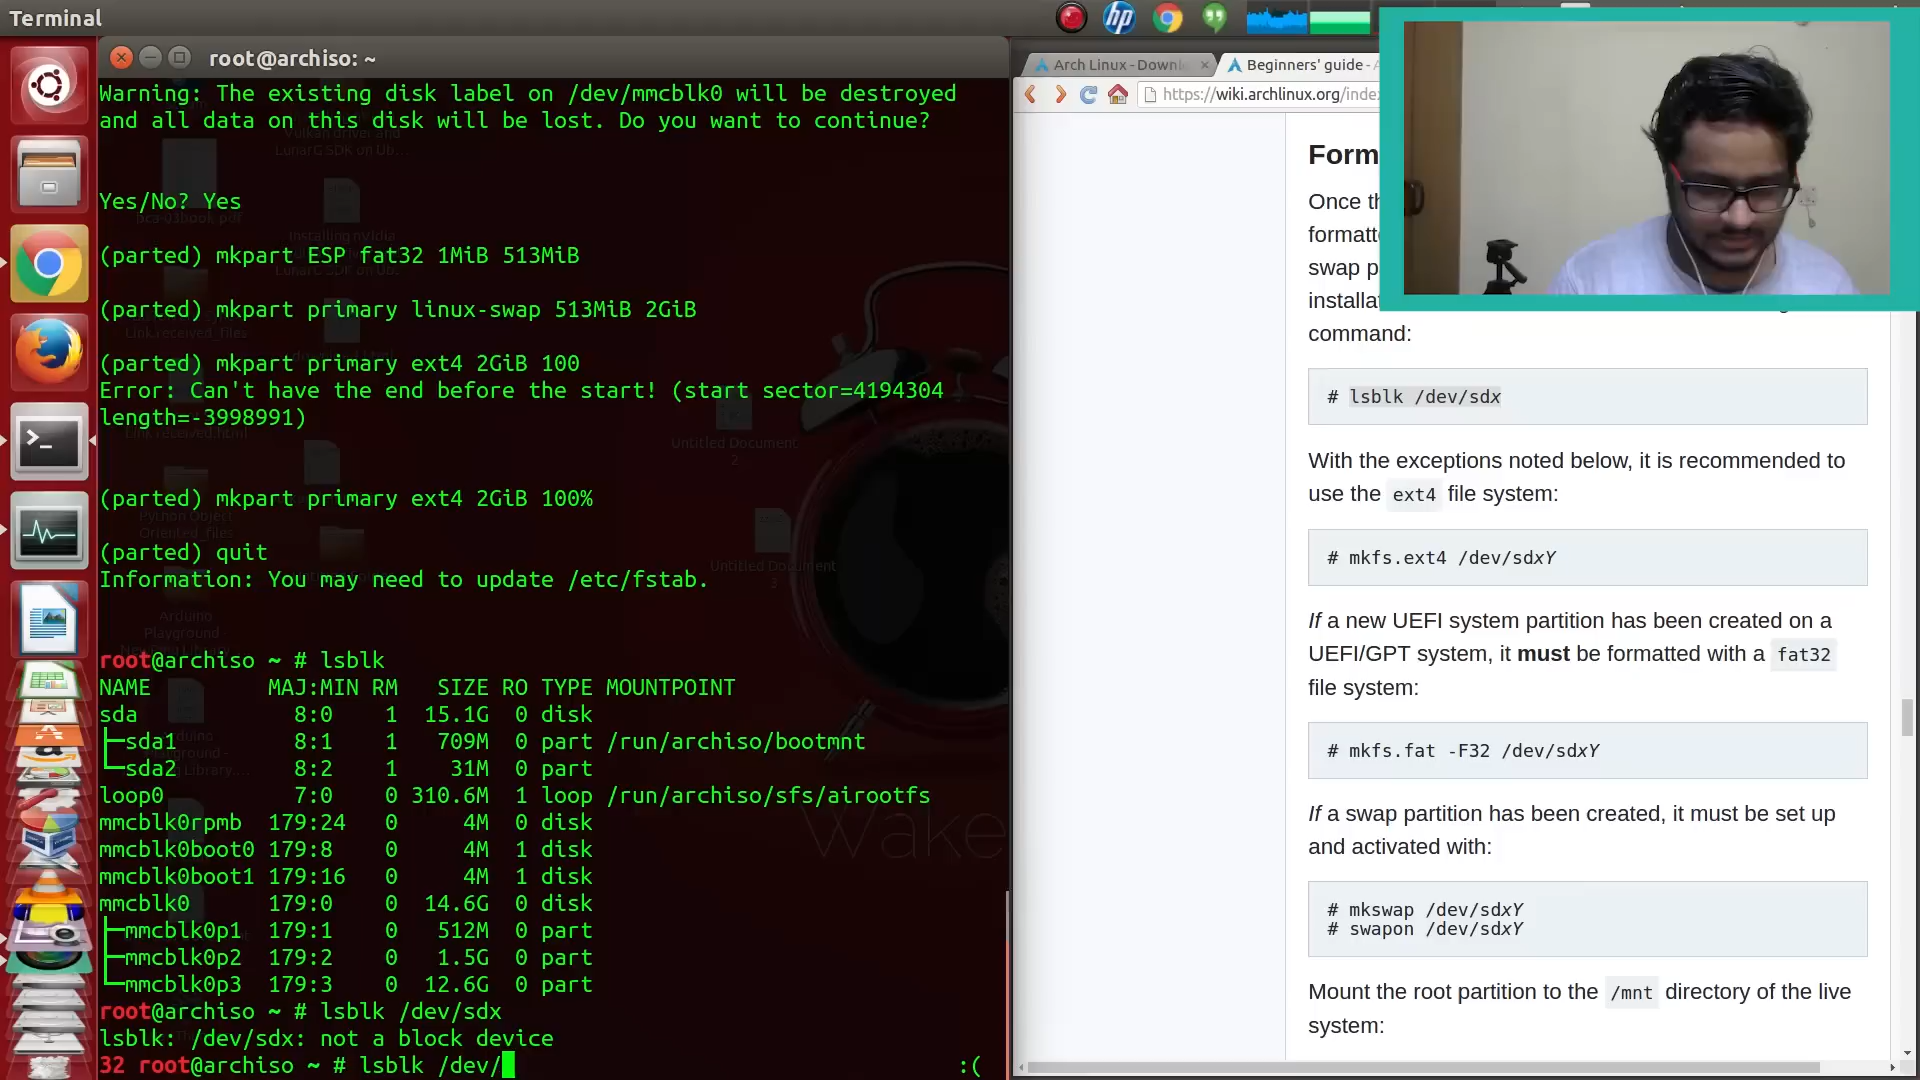 Terminal
root@archiso: ~
Warning: The existing disk label on /dev/mmcblk0 will be destroyed
and all data on this disk will be lost. Do you want to continue?
Yes/No? Yes
(parted) mkpart ESP fat32 1MiB 513MiB
(parted) mkpart primary linux-swap 513MiB 2GiB
(parted) mkpart primary ext4 2GiB 100
Error: Can't have the end before the start! (start sector=4194304
length=-3998991)
Untitled Document
2
(parted) mkpart primary ext4 2GiB 100%
(parted) quit
Untitled Document
3
Information: You may need to update /etc/fstab.
Arduino
Playground -
root@archiso ~ # lsblk
NAME MAJ:MIN RM SIZE RO TYPE MOUNTPOINT
sda 8:0 1 15.1G 0 disk
├─sda1 8:1 1 709M 0 part /run/archiso/bootmnt
└─sda2 8:2 1 31M 0 part
loop0 7:0 0 310.6M 1 loop /run/archiso/sfs/airootfs
mmcblk0rpmb 179:24 0 4M 0 disk
mmcblk0boot0 179:8 0 4M 1 disk
mmcblk0boot1 179:16 0 4M 1 disk
mmcblk0 179:0 0 14.6G 0 disk
├─mmcblk0p1 179:1 0 512M 0 part
├─mmcblk0p2 179:2 0 1.5G 0 part
└─mmcblk0p3 179:3 0 12.6G 0 part
Wake
root@archiso ~ # lsblk /dev/sdx
lsblk: /dev/sdx: not a block device
32 root@archiso ~ # lsblk /dev/ :(
hp
Arch Linux - Downl
Beginners' guide -
https://wiki.archlinux.org/inde
Form
Once th
formatte
swap p
installa
command:
# lsblk /dev/sdx
With the exceptions noted below, it is recommended to
use the ext4 file system:
# mkfs.ext4 /dev/sdxY
If a new UEFI system partition has been created on a
UEFI/GPT system, it must be formatted with a fat32
file system:
# mkfs.fat -F32 /dev/sdxY
If a swap partition has been created, it must be set up
and activated with:
# mkswap /dev/sdxY
# swapon /dev/sdxY
Mount the root partition to the /mnt directory of the live
system: